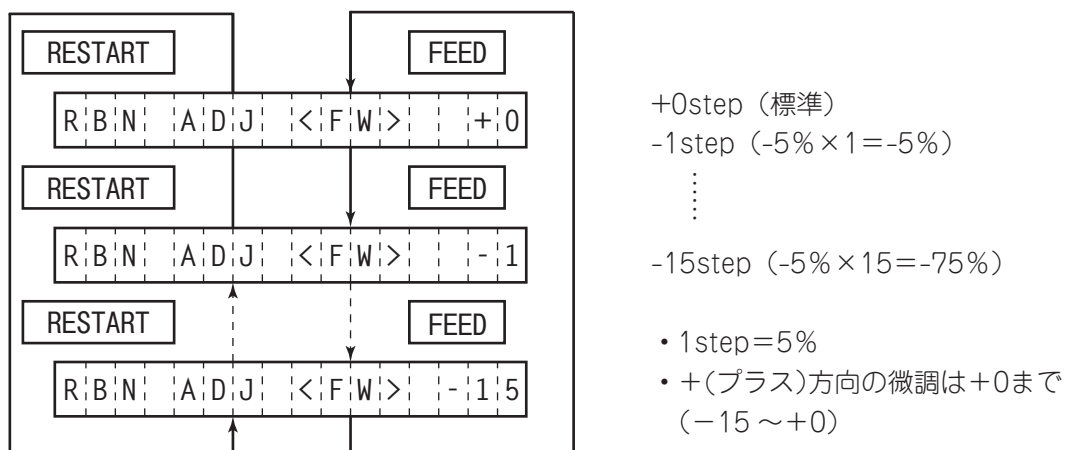 RESTART FEED
RBN ADJ <FW> +0
RESTART FEED
RBN ADJ <FW> -1
RESTART FEED
RBN ADJ <FW> -15
+0step（標準）
-1step（-5%×1=-5%）
⋮
-15step（-5%×15=-75%）
・1step=5%
・+(プラス)方向の微調は+0まで
（−15～+0）